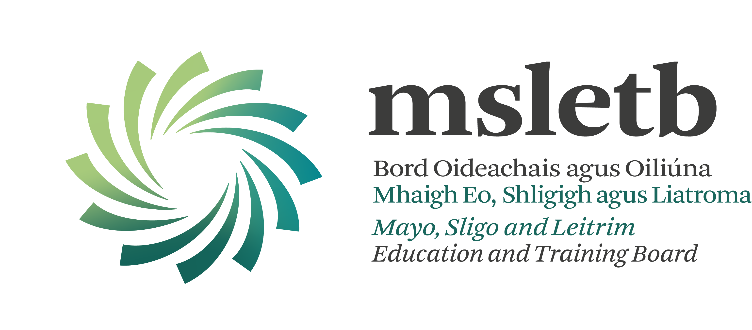 msletb
Bord Oideachais agus Oiliúna
Mhaigh Eo, Shligigh agus Liatroma
Mayo, Sligo and Leitrim
Education and Training Board